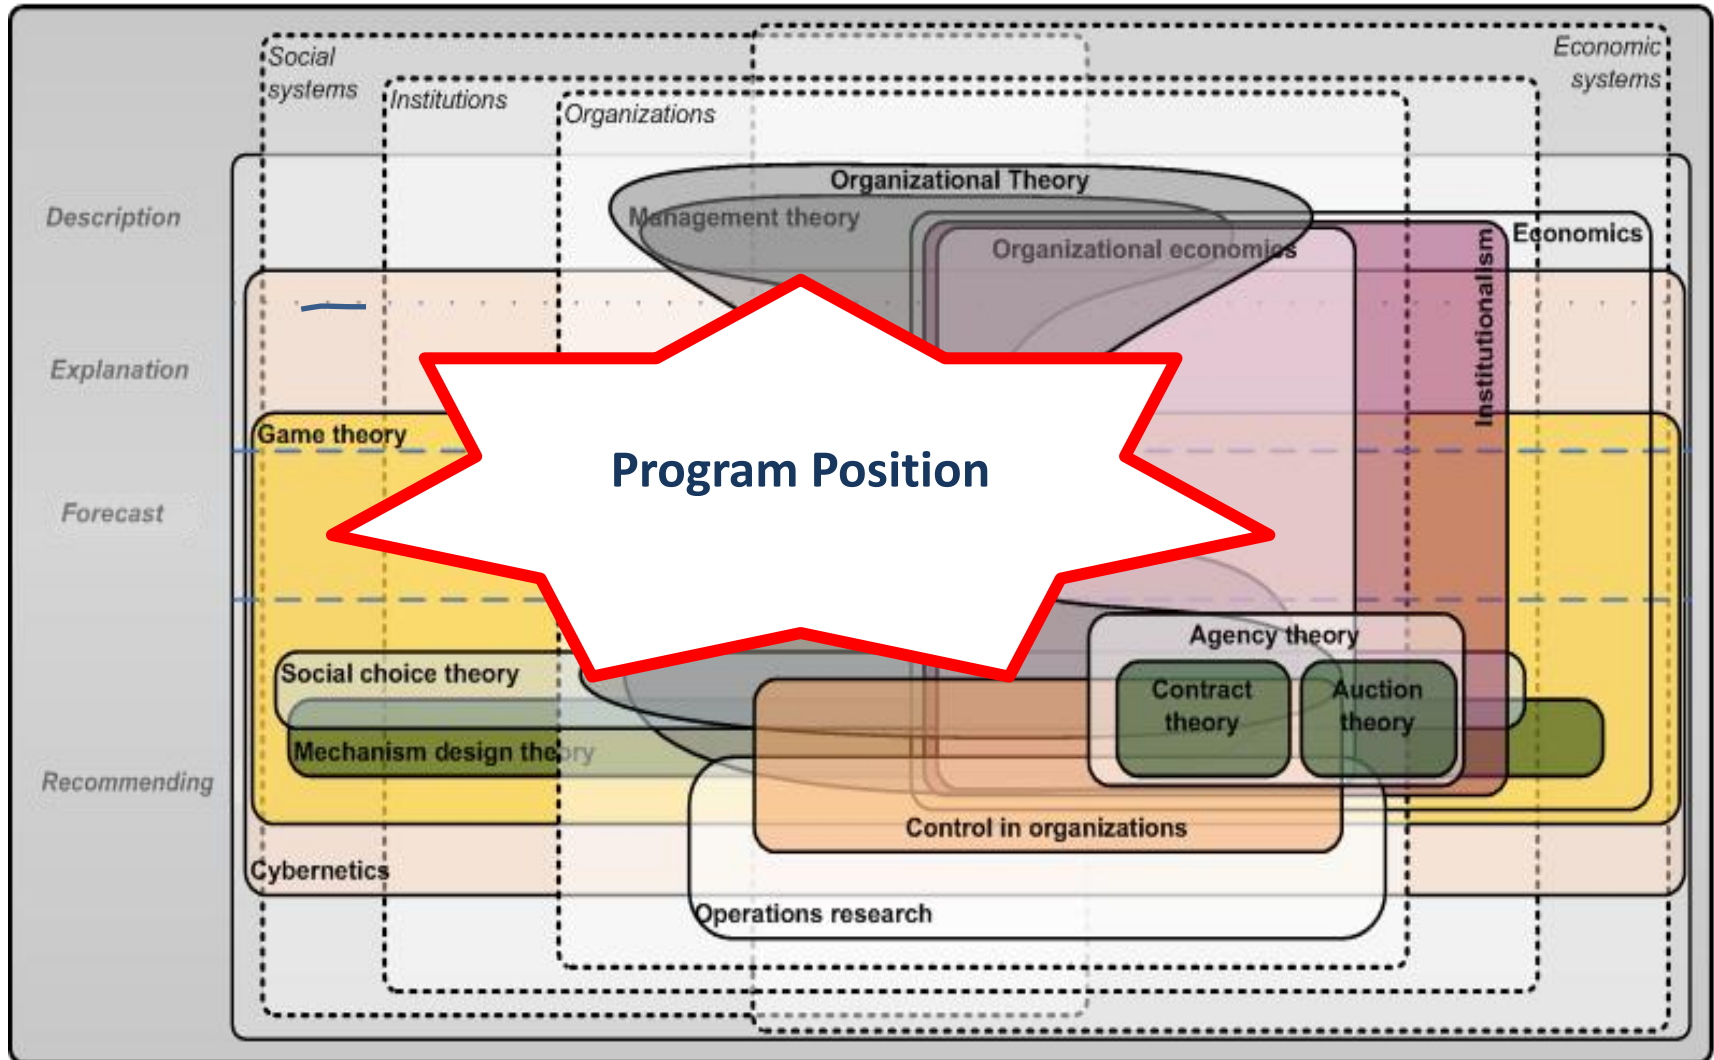 Social
systems
Economic
systems
Institutions
Organizations
Organizational Theory
Description
Management theory
Economics
Organizational economics
Institutionalism
Explanation
Game theory
Program Position
Forecast
Agency theory
Social choice theory
Contract
theory
Auction
theory
Mechanism design theory
Recommending
Control in organizations
Cybernetics
Operations research